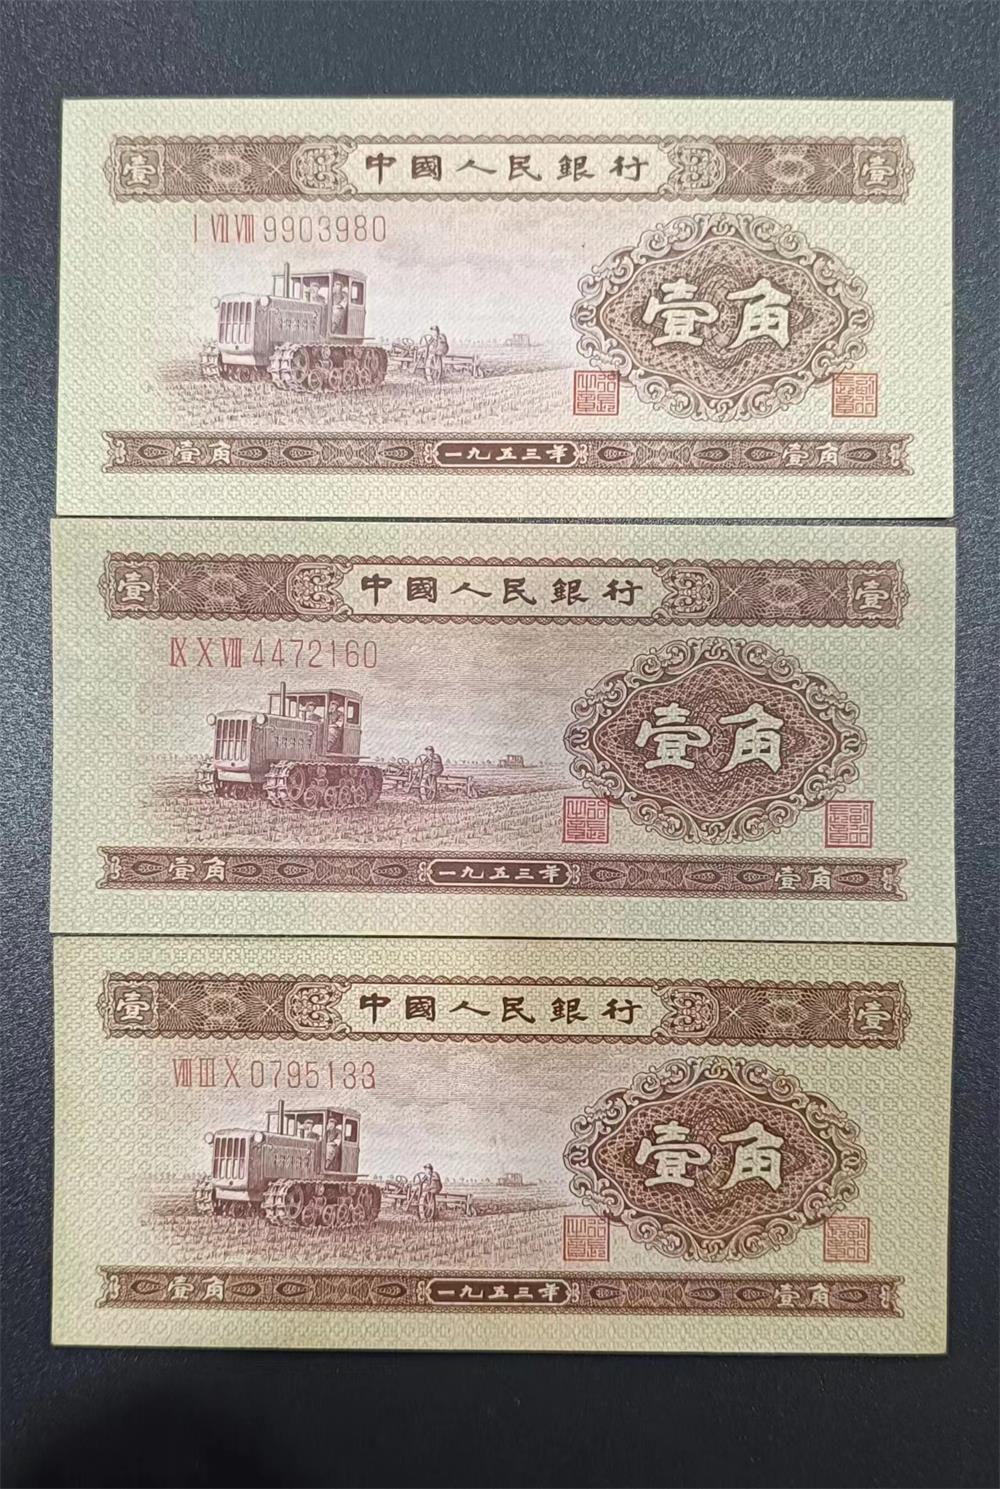 壹 中國人民銀行 壹
I VII VIII 9903980
壹角
壹角 一九五三年 壹角
壹 中國人民銀行 壹
IX X VIII 4472160
壹角
壹角 一九五三年 壹角
壹 中國人民銀行 壹
VIII III X 0795133
壹角
壹角 一九五三年 壹角